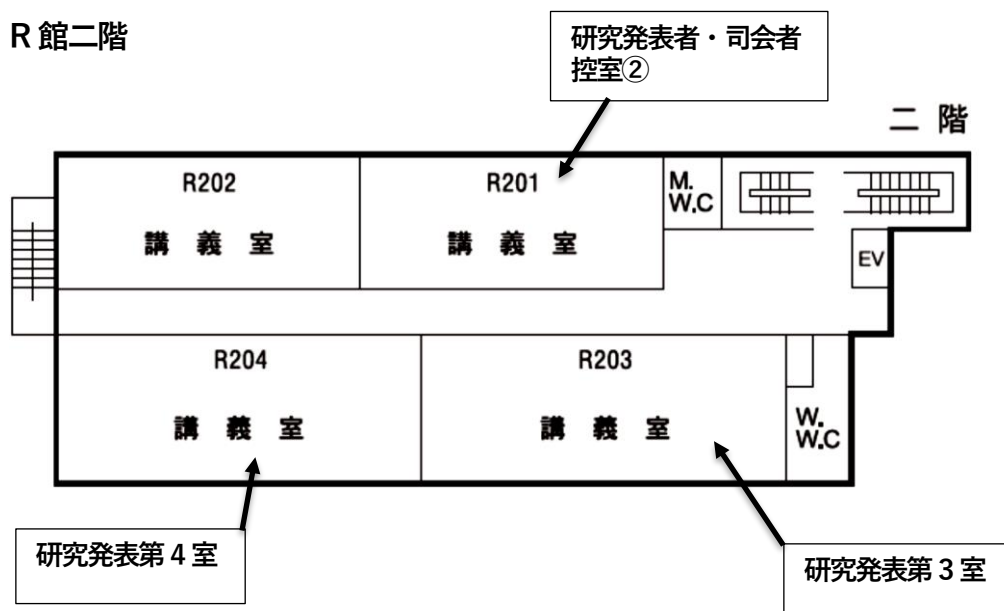 R 館二階
研究発表者・司会者
控室②
二 階
R202
講 義 室
R201
講 義 室
M.
W.C
EV
R204
講 義 室
R203
講 義 室
W.
W.C
研究発表第 4 室
研究発表第 3 室